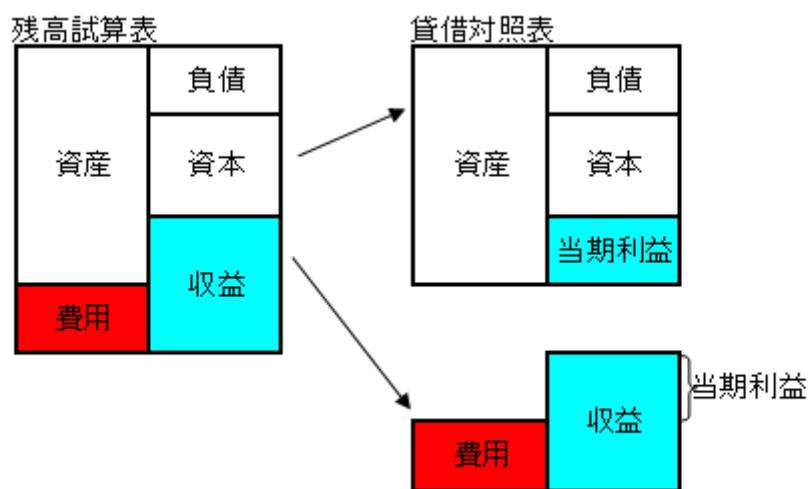 残高試算表
資産
負債
資本
収益
費用
貸借対照表
資産
負債
資本
当期利益
費用
収益
当期利益